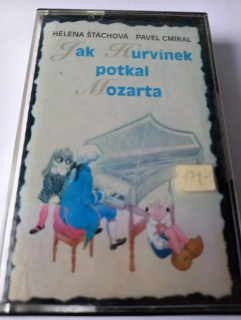 HELENA ŠTÁCHOVÁ PAVEL CMÍRAL
Jak Hurvínek
potkal
Mozarta